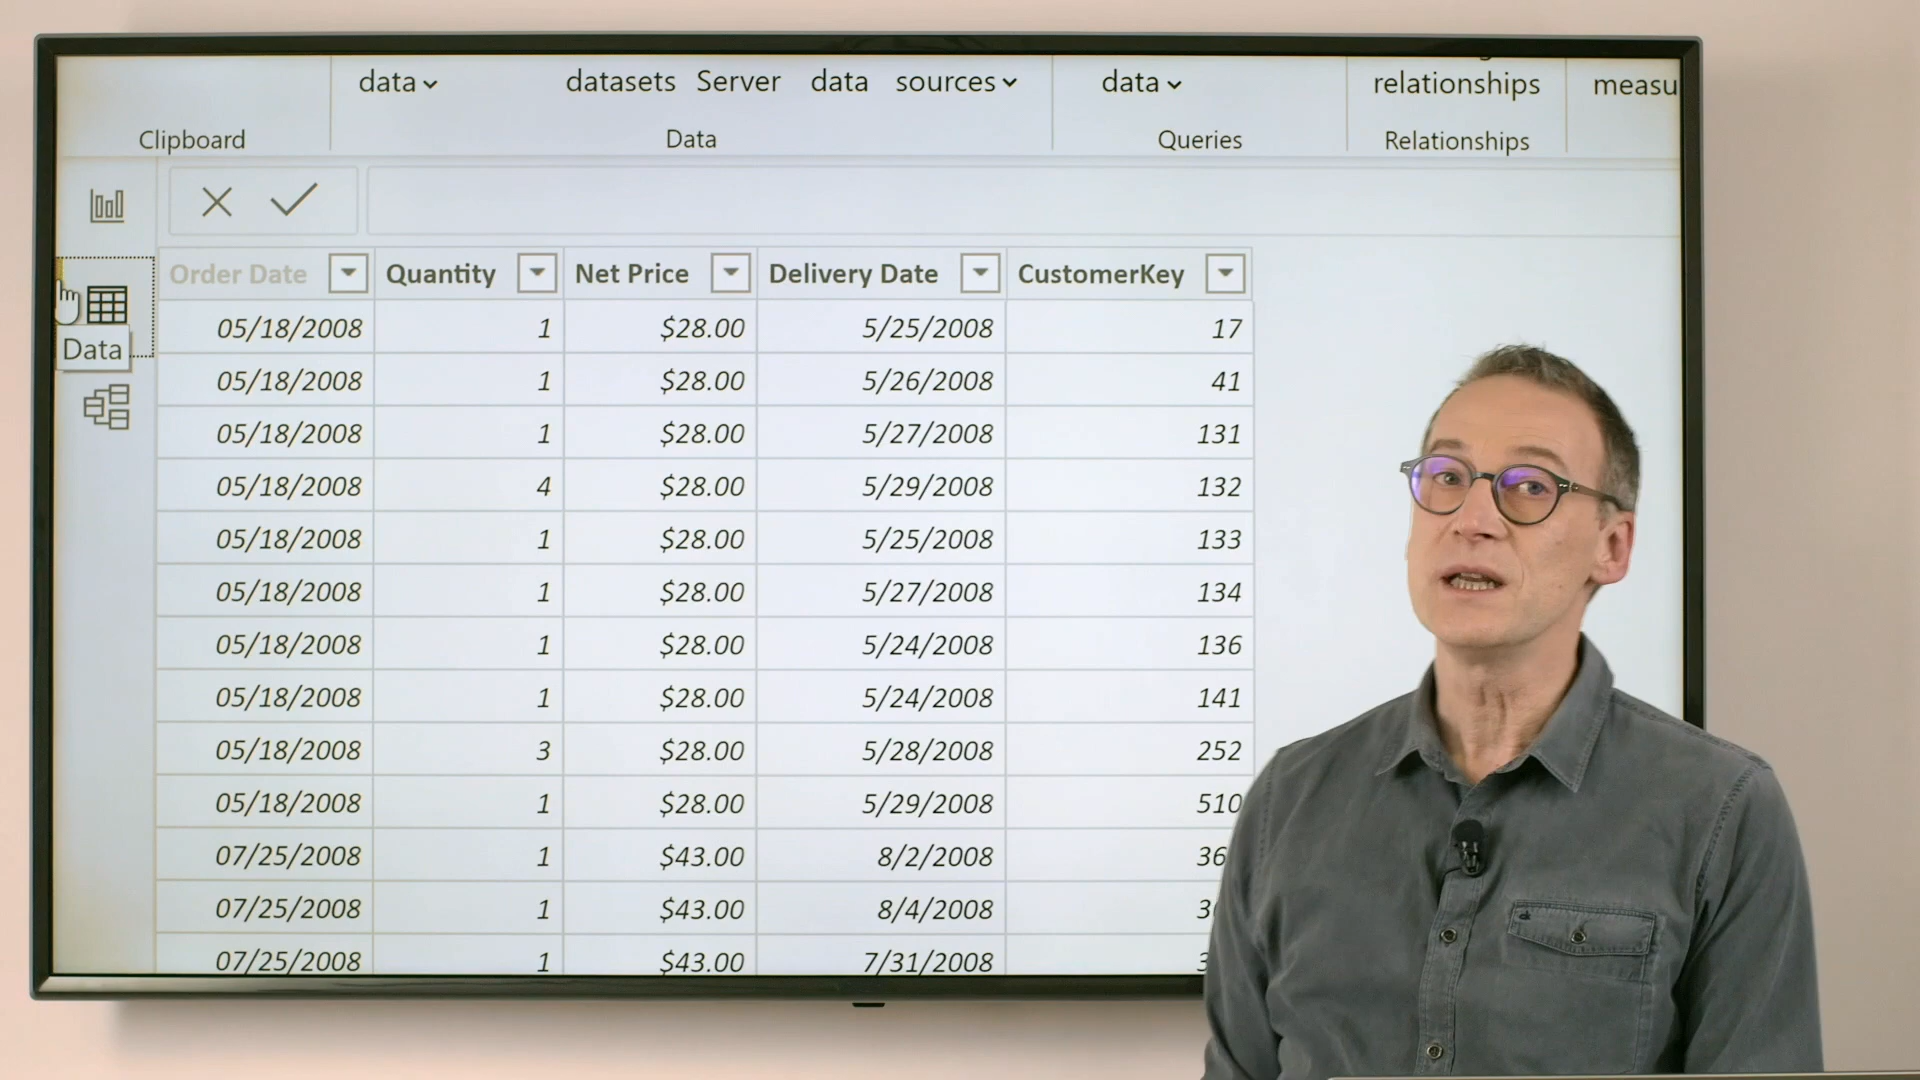 data datasets Server data sources data relationships
Clipboard Data Queries Relationships
Order Date Quantity Net Price Delivery Date CustomerKey
05/18/2008 1 $28.00 5/25/2008 17
Data
05/18/2008 1 $28.00 5/26/2008 41
05/18/2008 1 $28.00 5/27/2008 131
05/18/2008 4 $28.00 5/29/2008 132
05/18/2008 1 $28.00 5/25/2008 133
05/18/2008 1 $28.00 5/27/2008 134
05/18/2008 1 $28.00 5/24/2008 136
05/18/2008 1 $28.00 5/24/2008 141
05/18/2008 3 $28.00 5/28/2008 252
05/18/2008 1 $28.00 5/29/2008 510
07/25/2008 1 $43.00 8/2/2008
07/25/2008 1 $43.00 8/4/2008
07/25/2008 1 $43.00 7/31/2008